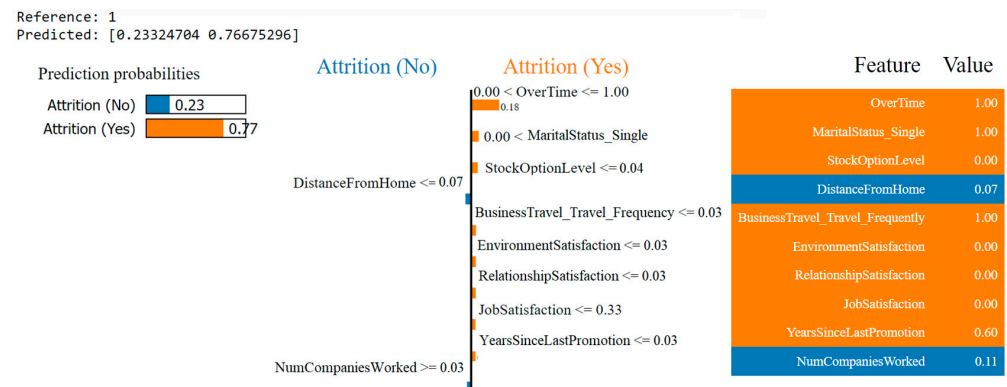 Reference: 1
Predicted: [0.23324704 0.76675296]
Prediction probabilities
Attrition (No) 0.23
Attrition (Yes) 0.77
Attrition (No) Attrition (Yes)
0.00 < OverTime <= 1.00
0.18
0.00 < MaritalStatus_Single
StockOptionLevel <= 0.04
DistanceFromHome <= 0.07
BusinessTravel_Travel_Frequency <= 0.03
EnvironmentSatisfaction <= 0.03
RelationshipSatisfaction <= 0.03
JobSatisfaction <= 0.33
YearsSinceLastPromotion <= 0.03
NumCompaniesWorked >= 0.03
Feature Value
OverTime 1.00
MaritalStatus_Single 1.00
StockOptionLevel 0.00
DistanceFromHome 0.07
BusinessTravel_Travel_Frequently 1.00
EnvironmentSatisfaction 0.00
RelationshipSatisfaction 0.00
JobSatisfaction 0.00
YearsSinceLastPromotion 0.60
NumCompaniesWorked 0.11